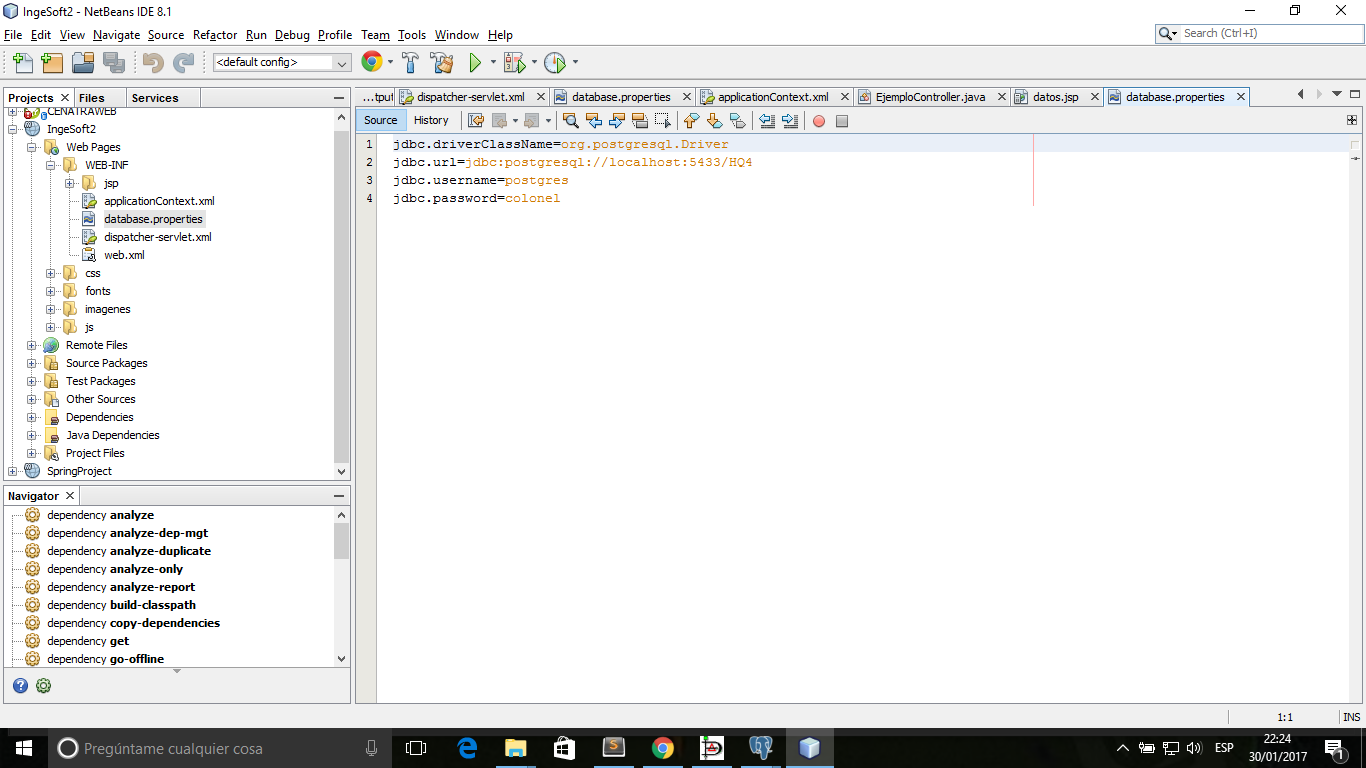 IngeSoft2 - NetBeans IDE 8.1
File Edit View Navigate Source Refactor Run Debug Profile Team Tools Window Help
Search (Ctrl+I)
<default config>
Projects Files Services
CENATRAWEB
IngeSoft2
Web Pages
WEB-INF
jsp
applicationContext.xml
database.properties
dispatcher-servlet.xml
web.xml
css
fonts
imagenes
js
Remote Files
Source Packages
Test Packages
Other Sources
Dependencies
Java Dependencies
Project Files
SpringProject
Navigator
dependency analyze
dependency analyze-dep-mgt
dependency analyze-duplicate
dependency analyze-only
dependency analyze-report
dependency build-classpath
dependency copy-dependencies
dependency get
dependency go-offline
...tput dispatcher-servlet.xml database.properties applicationContext.xml EjemploController.java datos.jsp database.properties
Source History
1 jdbc.driverClassName=org.postgresql.Driver
2 jdbc.url=jdbc:postgresql://localhost:5433/HQ4
3 jdbc.username=postgres
4 jdbc.password=colonel
1:1 INS
Pregúntame cualquier cosa
ESP
22:24
30/01/2017
1